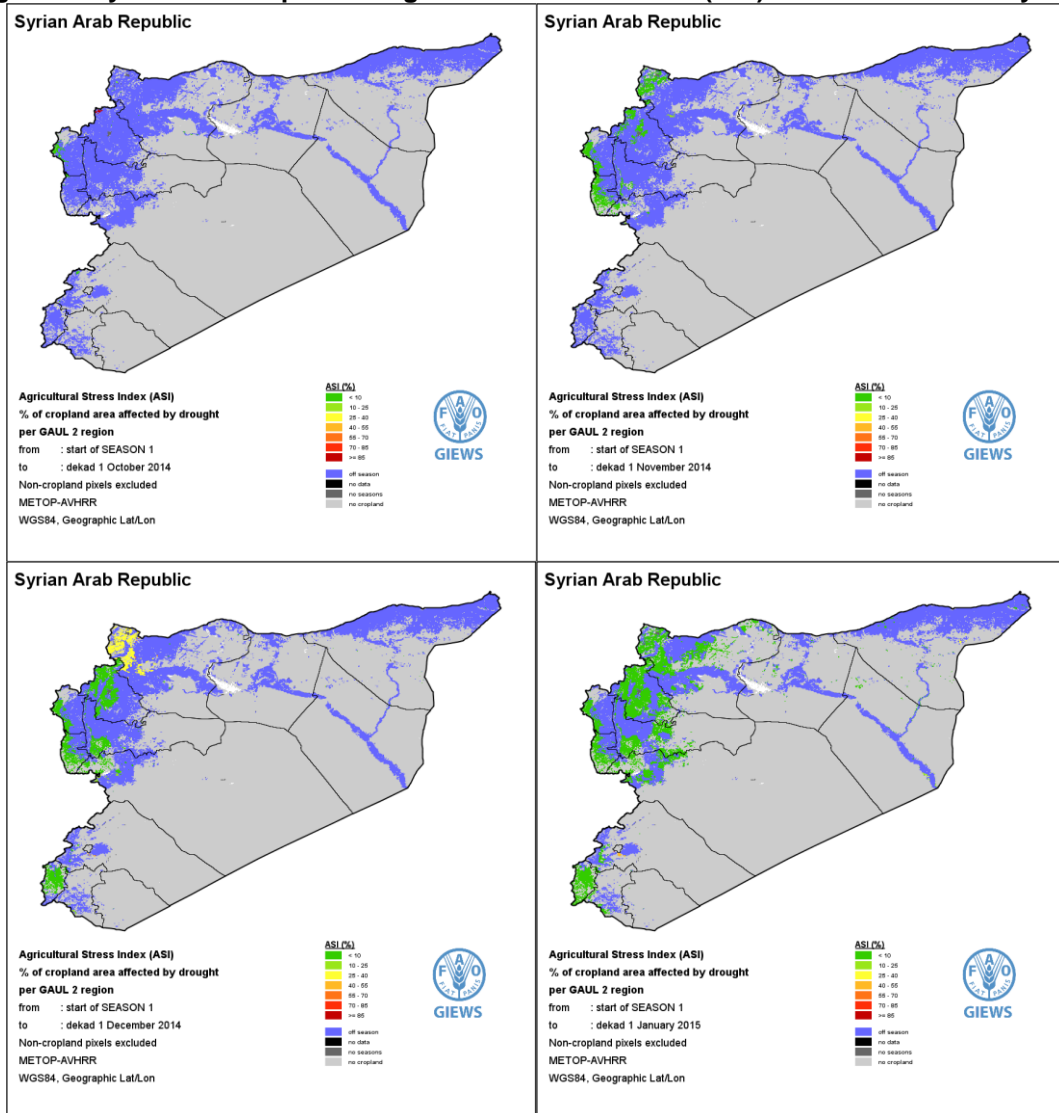 Syrian Arab Republic
Agricultural Stress Index (ASI)
% of cropland area affected by drought
per GAUL 2 region
from : start of SEASON 1
to : dekad 1 October 2014
Non-cropland pixels excluded
METOP-AVHRR
WGS84, Geographic Lat/Lon
ASI (%)
< 10
10 - 25
25 - 40
40 - 55
55 - 70
70 - 85
>= 85
off season
no data
no seasons
no cropland
F A O
FIAT PANIS
GIEWS
Syrian Arab Republic
Agricultural Stress Index (ASI)
% of cropland area affected by drought
per GAUL 2 region
from : start of SEASON 1
to : dekad 1 November 2014
Non-cropland pixels excluded
METOP-AVHRR
WGS84, Geographic Lat/Lon
ASI (%)
< 10
10 - 25
25 - 40
40 - 55
55 - 70
70 - 85
>= 85
off season
no data
no seasons
no cropland
F A O
FIAT PANIS
GIEWS
Syrian Arab Republic
Agricultural Stress Index (ASI)
% of cropland area affected by drought
per GAUL 2 region
from : start of SEASON 1
to : dekad 1 December 2014
Non-cropland pixels excluded
METOP-AVHRR
WGS84, Geographic Lat/Lon
ASI (%)
< 10
10 - 25
25 - 40
40 - 55
55 - 70
70 - 85
>= 85
off season
no data
no seasons
no cropland
F A O
FIAT PANIS
GIEWS
Syrian Arab Republic
Agricultural Stress Index (ASI)
% of cropland area affected by drought
per GAUL 2 region
from : start of SEASON 1
to : dekad 1 January 2015
Non-cropland pixels excluded
METOP-AVHRR
WGS84, Geographic Lat/Lon
ASI (%)
< 10
10 - 25
25 - 40
40 - 55
55 - 70
70 - 85
>= 85
off season
no data
no seasons
no cropland
F A O
FIAT PANIS
GIEWS